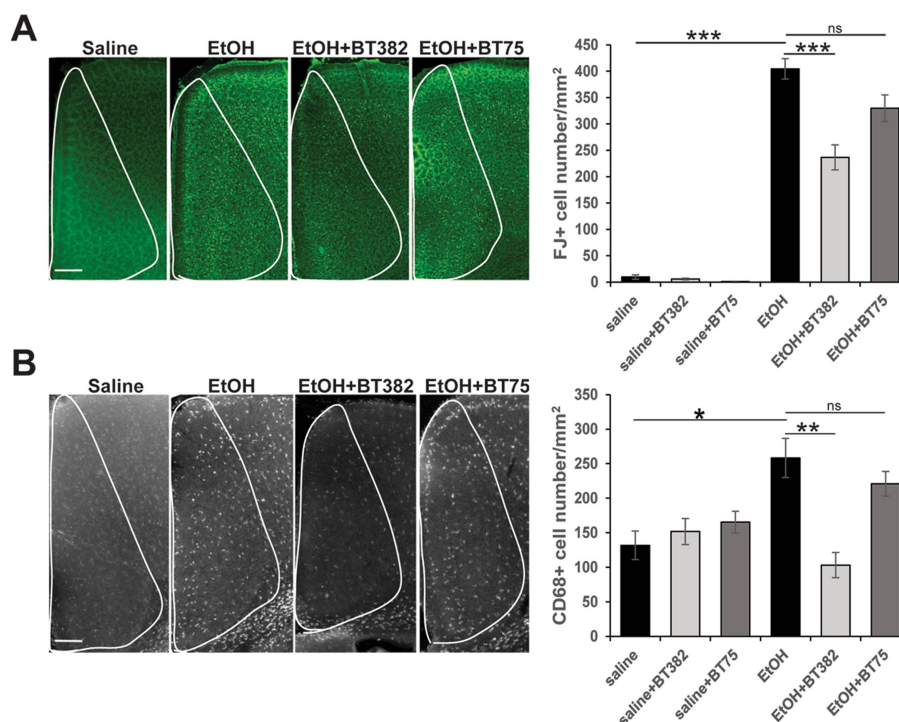 A
Saline EtOH EtOH+BT382 EtOH+BT75
FJ+ cell number/mm²
450
400
350
300
250
200
150
100
50
0
*** *** ns
saline saline+BT382 saline+BT75 EtOH EtOH+BT382 EtOH+BT75
B
Saline EtOH EtOH+BT382 EtOH+BT75
CD68+ cell number/mm²
350
300
250
200
150
100
50
0
* ** ns
saline saline+BT382 saline+BT75 EtOH EtOH+BT382 EtOH+BT75